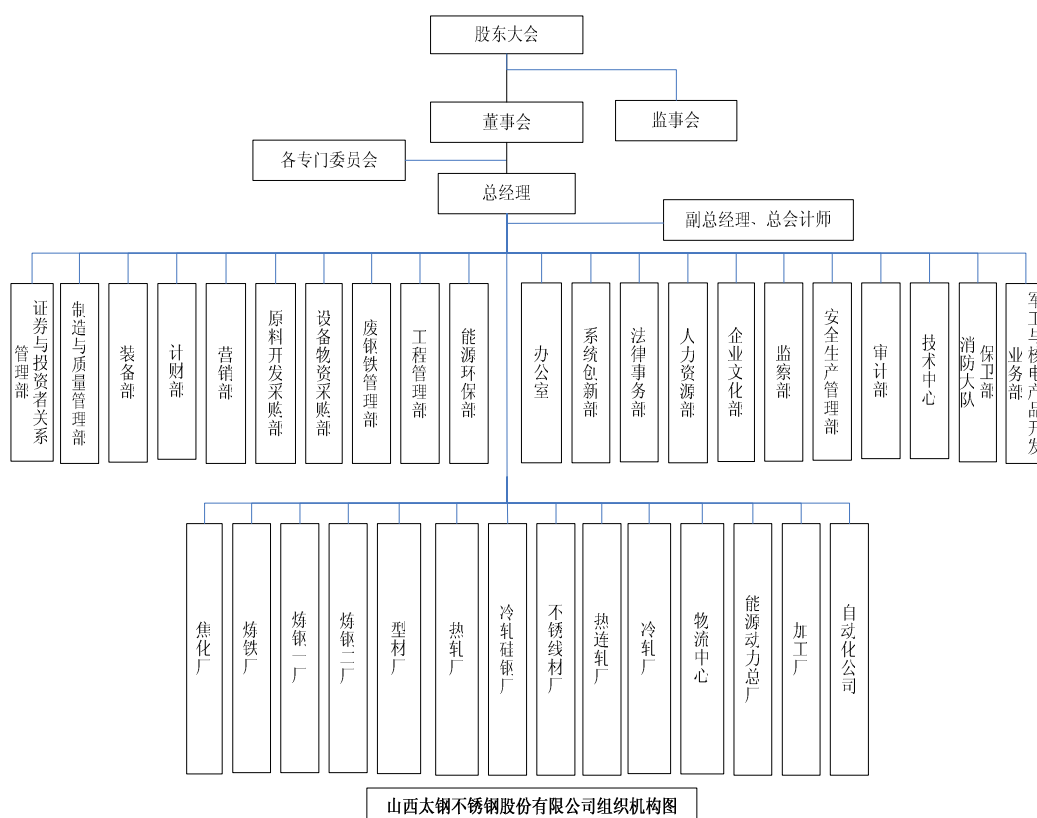 股东大会
董事会
监事会
各专门委员会
总经理
副总经理、总会计师
证券与投资者关系
管理部
制造与质量管理部
装备部
计财部
营销部
原料开发采购部
设备物资采购部
废钢铁管理部
工程管理部
能源环保部
办公室
系统创新部
法律事务部
人力资源部
企业文化部
监察部
安全生产管理部
审计部
技术中心
保卫部
消防大队
军工与核电产品开发
业务部
焦化厂
炼铁厂
炼钢一厂
炼钢二厂
型材厂
热轧厂
冷轧硅钢厂
不锈线材厂
热连轧厂
冷轧厂
物流中心
能源动力总厂
加工厂
自动化公司
山西太钢不锈钢股份有限公司组织机构图